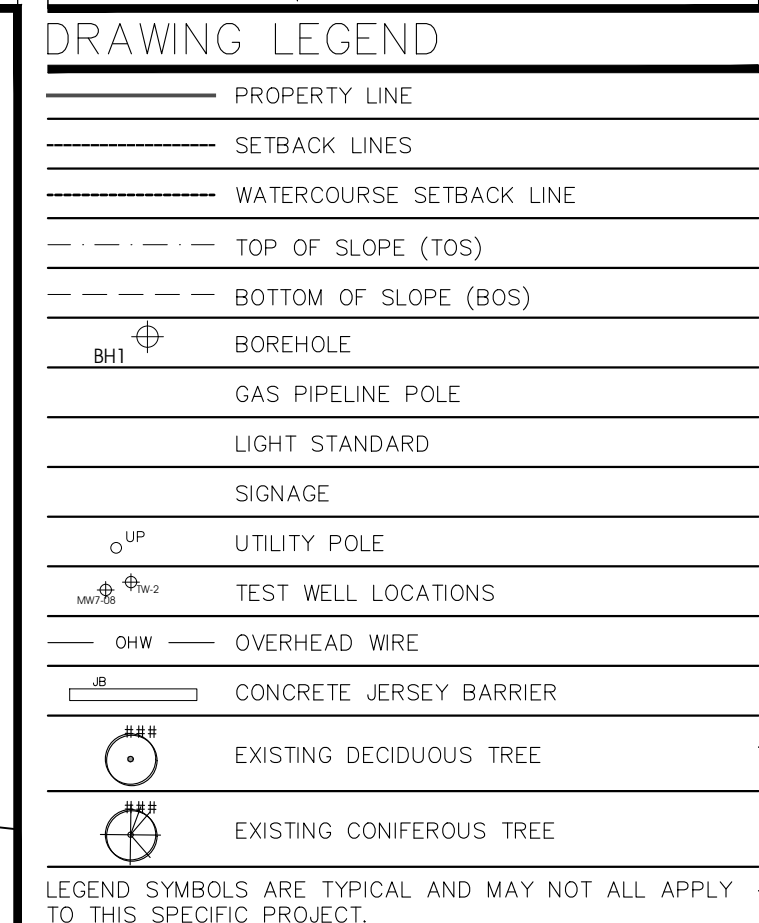 DRAWING LEGEND
PROPERTY LINE
SETBACK LINES
WATERCOURSE SETBACK LINE
TOP OF SLOPE (TOS)
BOTTOM OF SLOPE (BOS)
BH1 BOREHOLE
GAS PIPELINE POLE
LIGHT STANDARD
SIGNAGE
UP UTILITY POLE
MW7-08 TW-2 TEST WELL LOCATIONS
OHW OVERHEAD WIRE
JB CONCRETE JERSEY BARRIER
### EXISTING DECIDUOUS TREE
### EXISTING CONIFEROUS TREE
LEGEND SYMBOLS ARE TYPICAL AND MAY NOT ALL APPLY
TO THIS SPECIFIC PROJECT.